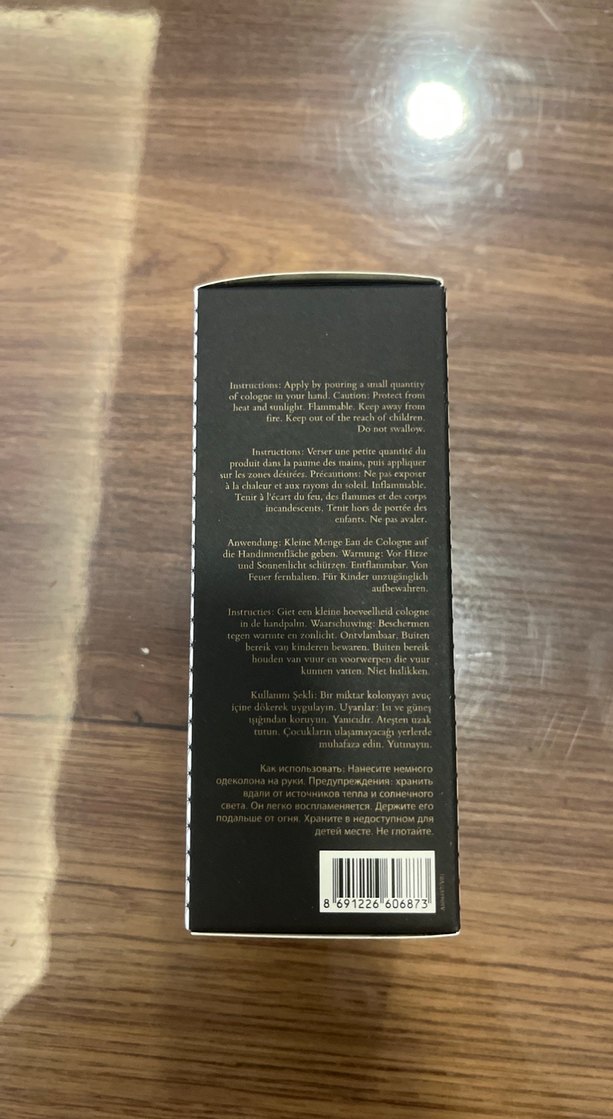 Instructions: Apply by pouring a small quantity
of cologne in your hand. Caution: Protect from
heat and sunlight. Flammable. Keep away from
fire. Keep out of the reach of children.
Do not swallow.
Instructions: Verser une petite quantité du
produit dans la paume des mains, puis appliquer
sur les zones désirées. Précautions: Ne pas exposer
à la chaleur et aux rayons du soleil. Inflammable.
Tenir à l'écart du feu, des flammes et des corps
incandescents. Tenir hors de portée des
enfants. Ne pas avaler.
Anwendung: Kleine Menge Eau de Cologne auf
die Handinnenfläche geben. Warnung: Vor Hitze
und Sonnenlicht schützen. Entflammbar. Von
Feuer fernhalten. Für Kinder unzugänglich
aufbewahren.
Instructies: Giet een kleine hoeveelheid cologne
in de handpalm. Waarschuwing: Beschermen
tegen warmte en zonlicht. Ontvlambaar. Buiten
bereik van kinderen bewaren. Buiten bereik
houden van vuur en voorwerpen die vuur
kunnen vatten. Niet inslikken.
Kullanım Şekli: Bir miktar kolonyayı avuç
içine dökerek uygulayın. Uyarılar: Isı ve güneş
ışığından koruyun. Yanıcıdır. Ateşten uzak
tutun. Çocukların ulaşamayacağı yerlerde
muhafaza edin. Yutmayın.
Как использовать: Нанесите немного
одеколона на руки. Предупреждения: хранить
вдали от источников тепла и солнечного
света. Он легко воспламеняется. Держите его
подальше от огня. Храните в недоступном для
детей месте. Не глотайте.
8 691226 606873